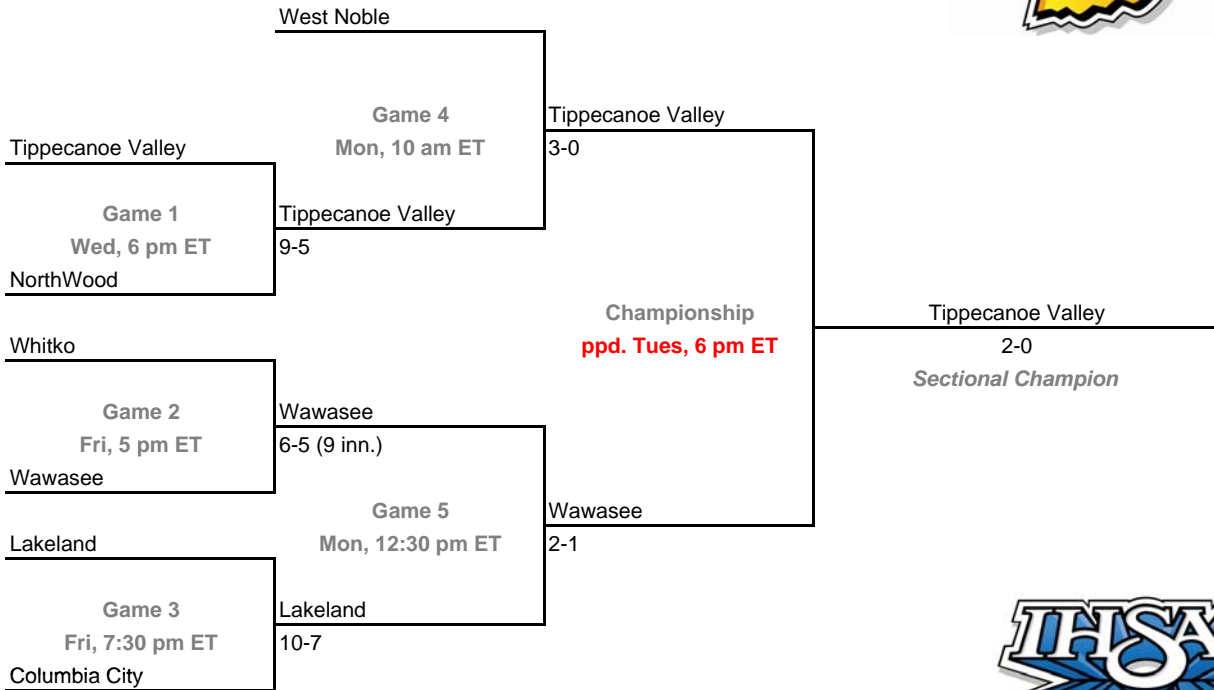 West Noble
Game 4
Tippecanoe Valley
Tippecanoe Valley
Mon, 10 am ET
3-0
Game 1
Tippecanoe Valley
Wed, 6 pm ET
9-5
NorthWood
Championship
Tippecanoe Valley
Whitko
ppd. Tues, 6 pm ET
2-0
Sectional Champion
Game 2
Wawasee
Fri, 5 pm ET
6-5 (9 inn.)
Wawasee
Game 5
Wawasee
Lakeland
Mon, 12:30 pm ET
2-1
Game 3
Lakeland
Fri, 7:30 pm ET
10-7
Columbia City
IHSA